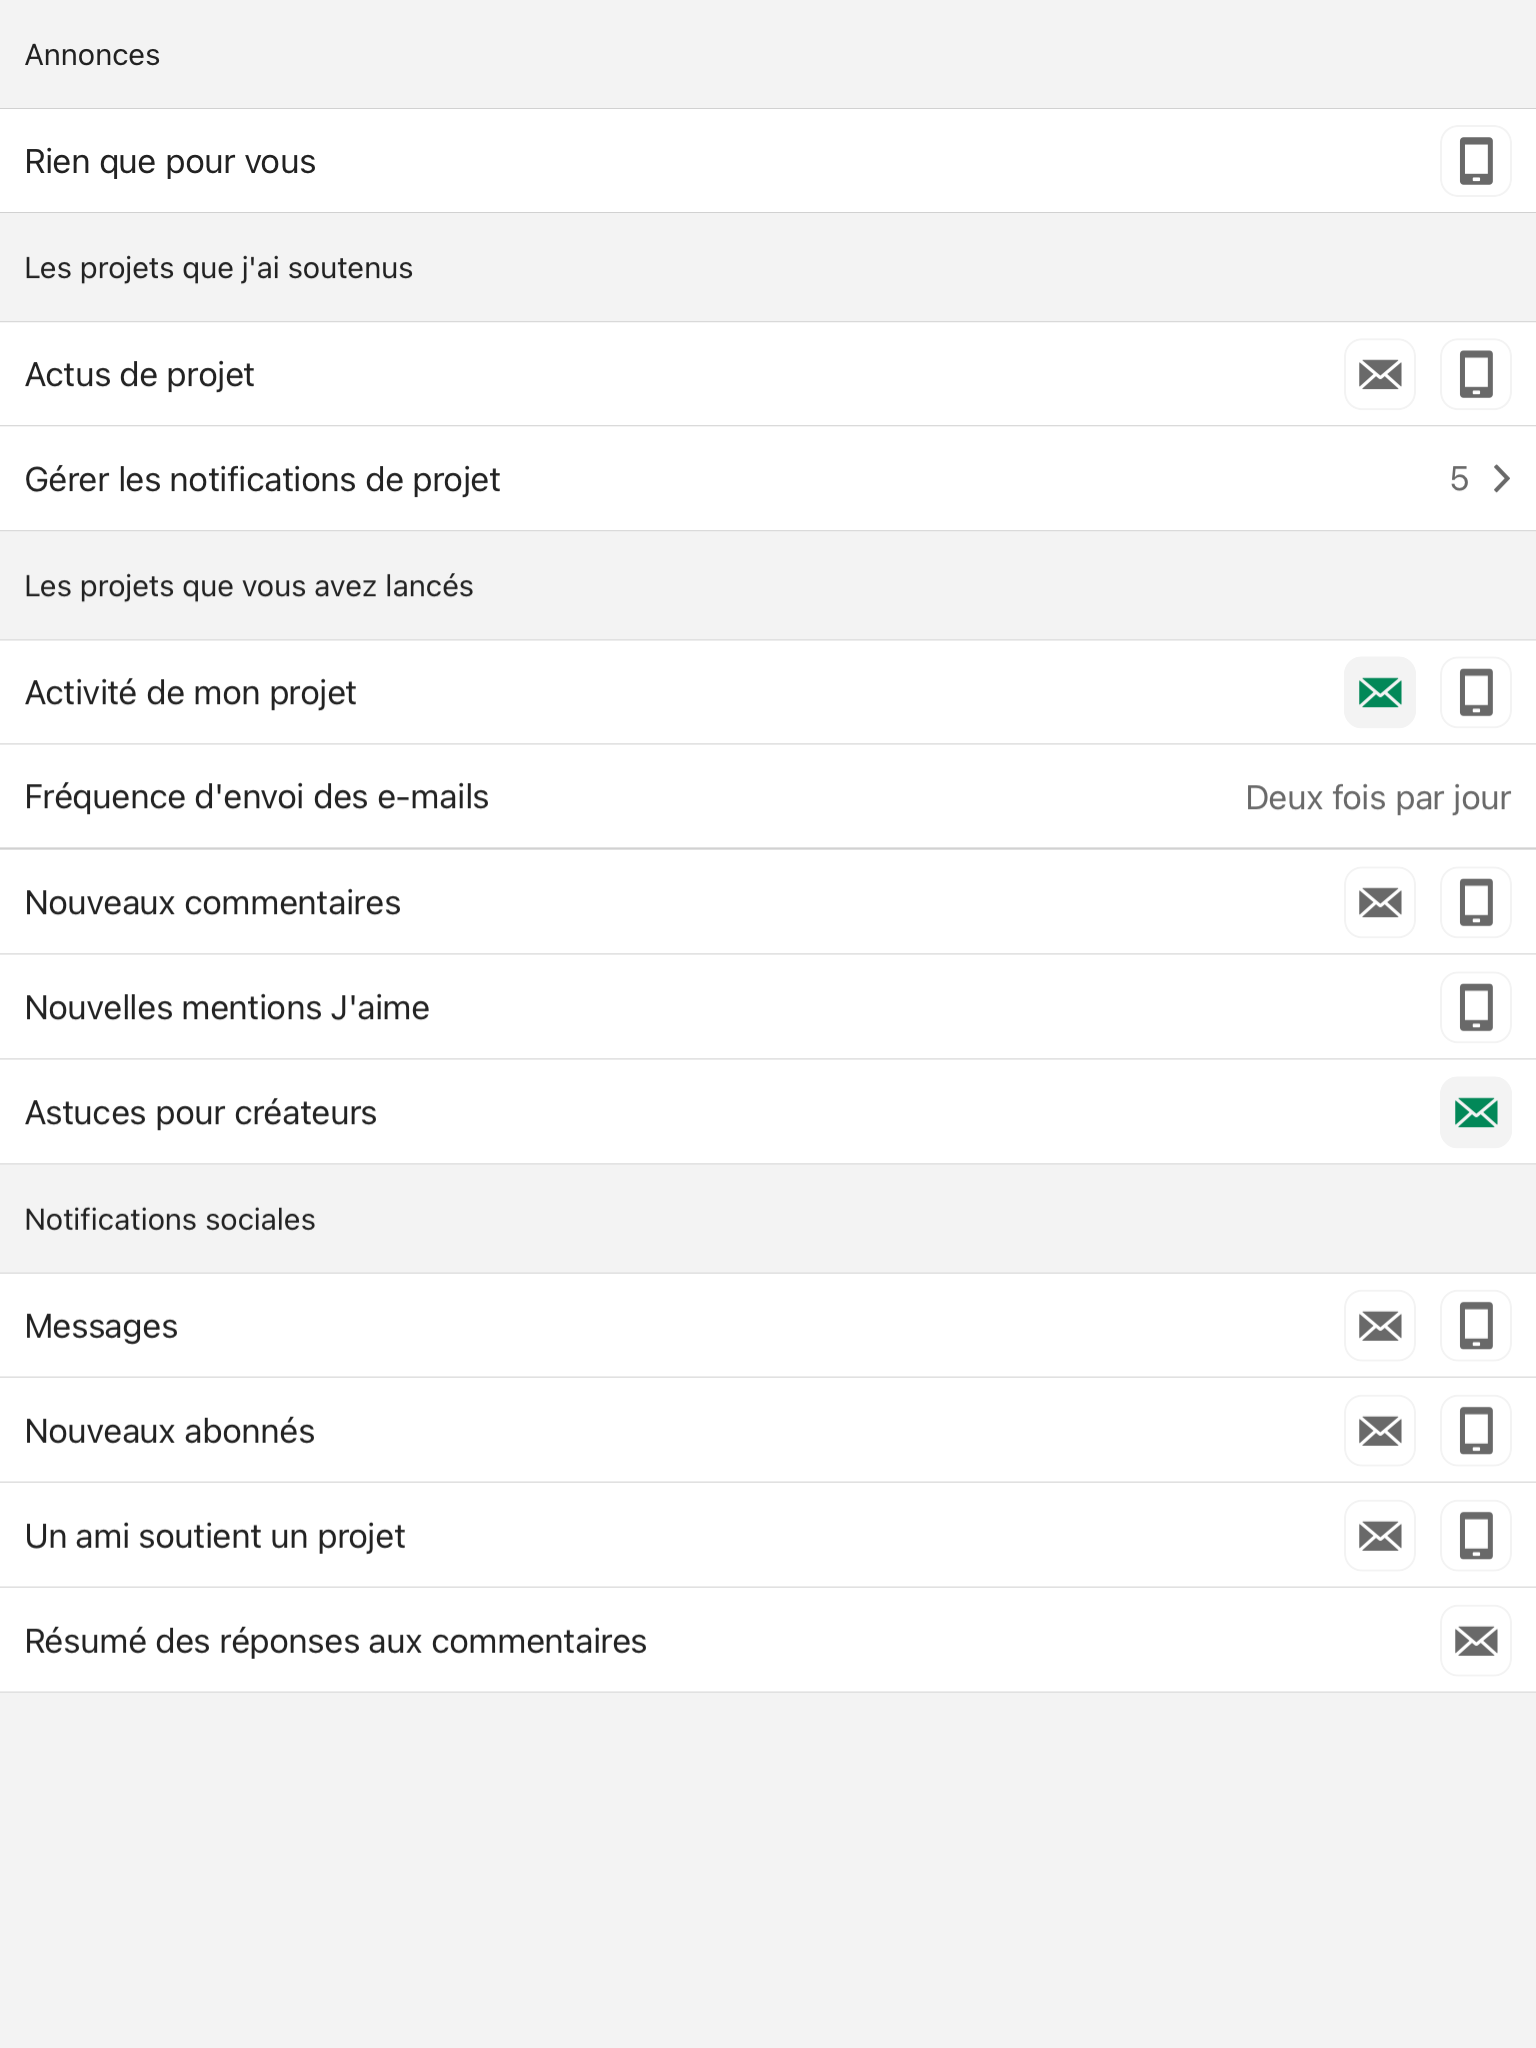 Annonces
Rien que pour vous
Les projets que j'ai soutenus
Actus de projet
Gérer les notifications de projet 5
Les projets que vous avez lancés
Activité de mon projet
Fréquence d'envoi des e-mails Deux fois par jour
Nouveaux commentaires
Nouvelles mentions J'aime
Astuces pour créateurs
Notifications sociales
Messages
Nouveaux abonnés
Un ami soutient un projet
Résumé des réponses aux commentaires